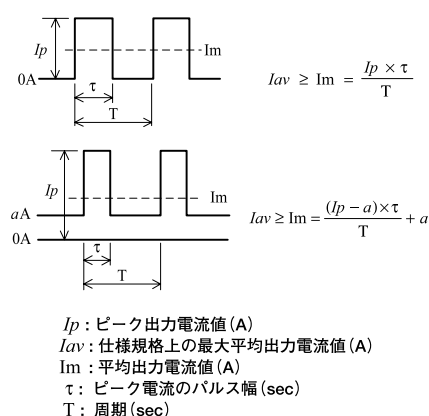 Ip
Im
0A
τ
T
Iav ≥ Im = Ip × τ / T
Ip
Im
aA
0A
τ
T
Iav ≥ Im = (Ip − a) × τ / T + a
Ip : ピーク出力電流値(A)
Iav : 仕様規格上の最大平均出力電流値(A)
Im : 平均出力電流値(A)
τ : ピーク電流のパルス幅(sec)
T : 周期(sec)